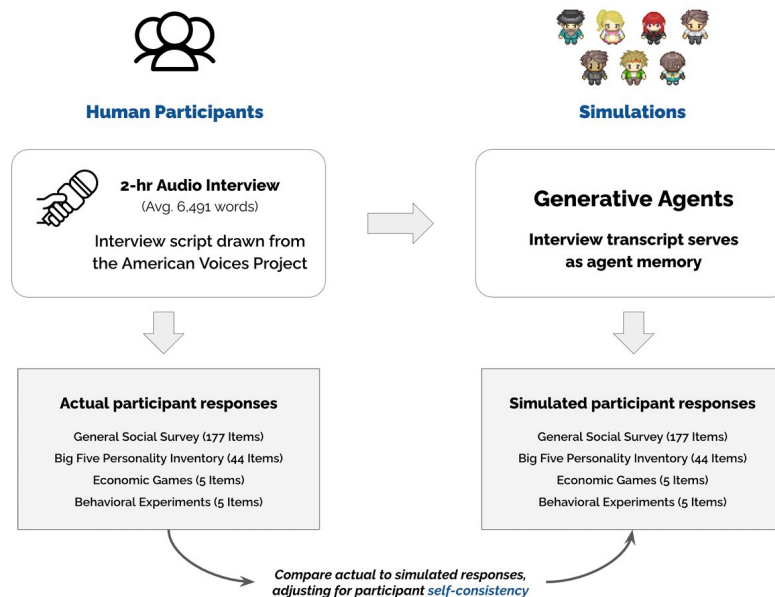 Human Participants
Simulations
2-hr Audio Interview
(Avg. 6,491 words)
Interview script drawn from
the American Voices Project
Generative Agents
Interview transcript serves
as agent memory
Actual participant responses
General Social Survey (177 Items)
Big Five Personality Inventory (44 Items)
Economic Games (5 Items)
Behavioral Experiments (5 Items)
Simulated participant responses
General Social Survey (177 Items)
Big Five Personality Inventory (44 Items)
Economic Games (5 Items)
Behavioral Experiments (5 Items)
Compare actual to simulated responses,
adjusting for participant self-consistency